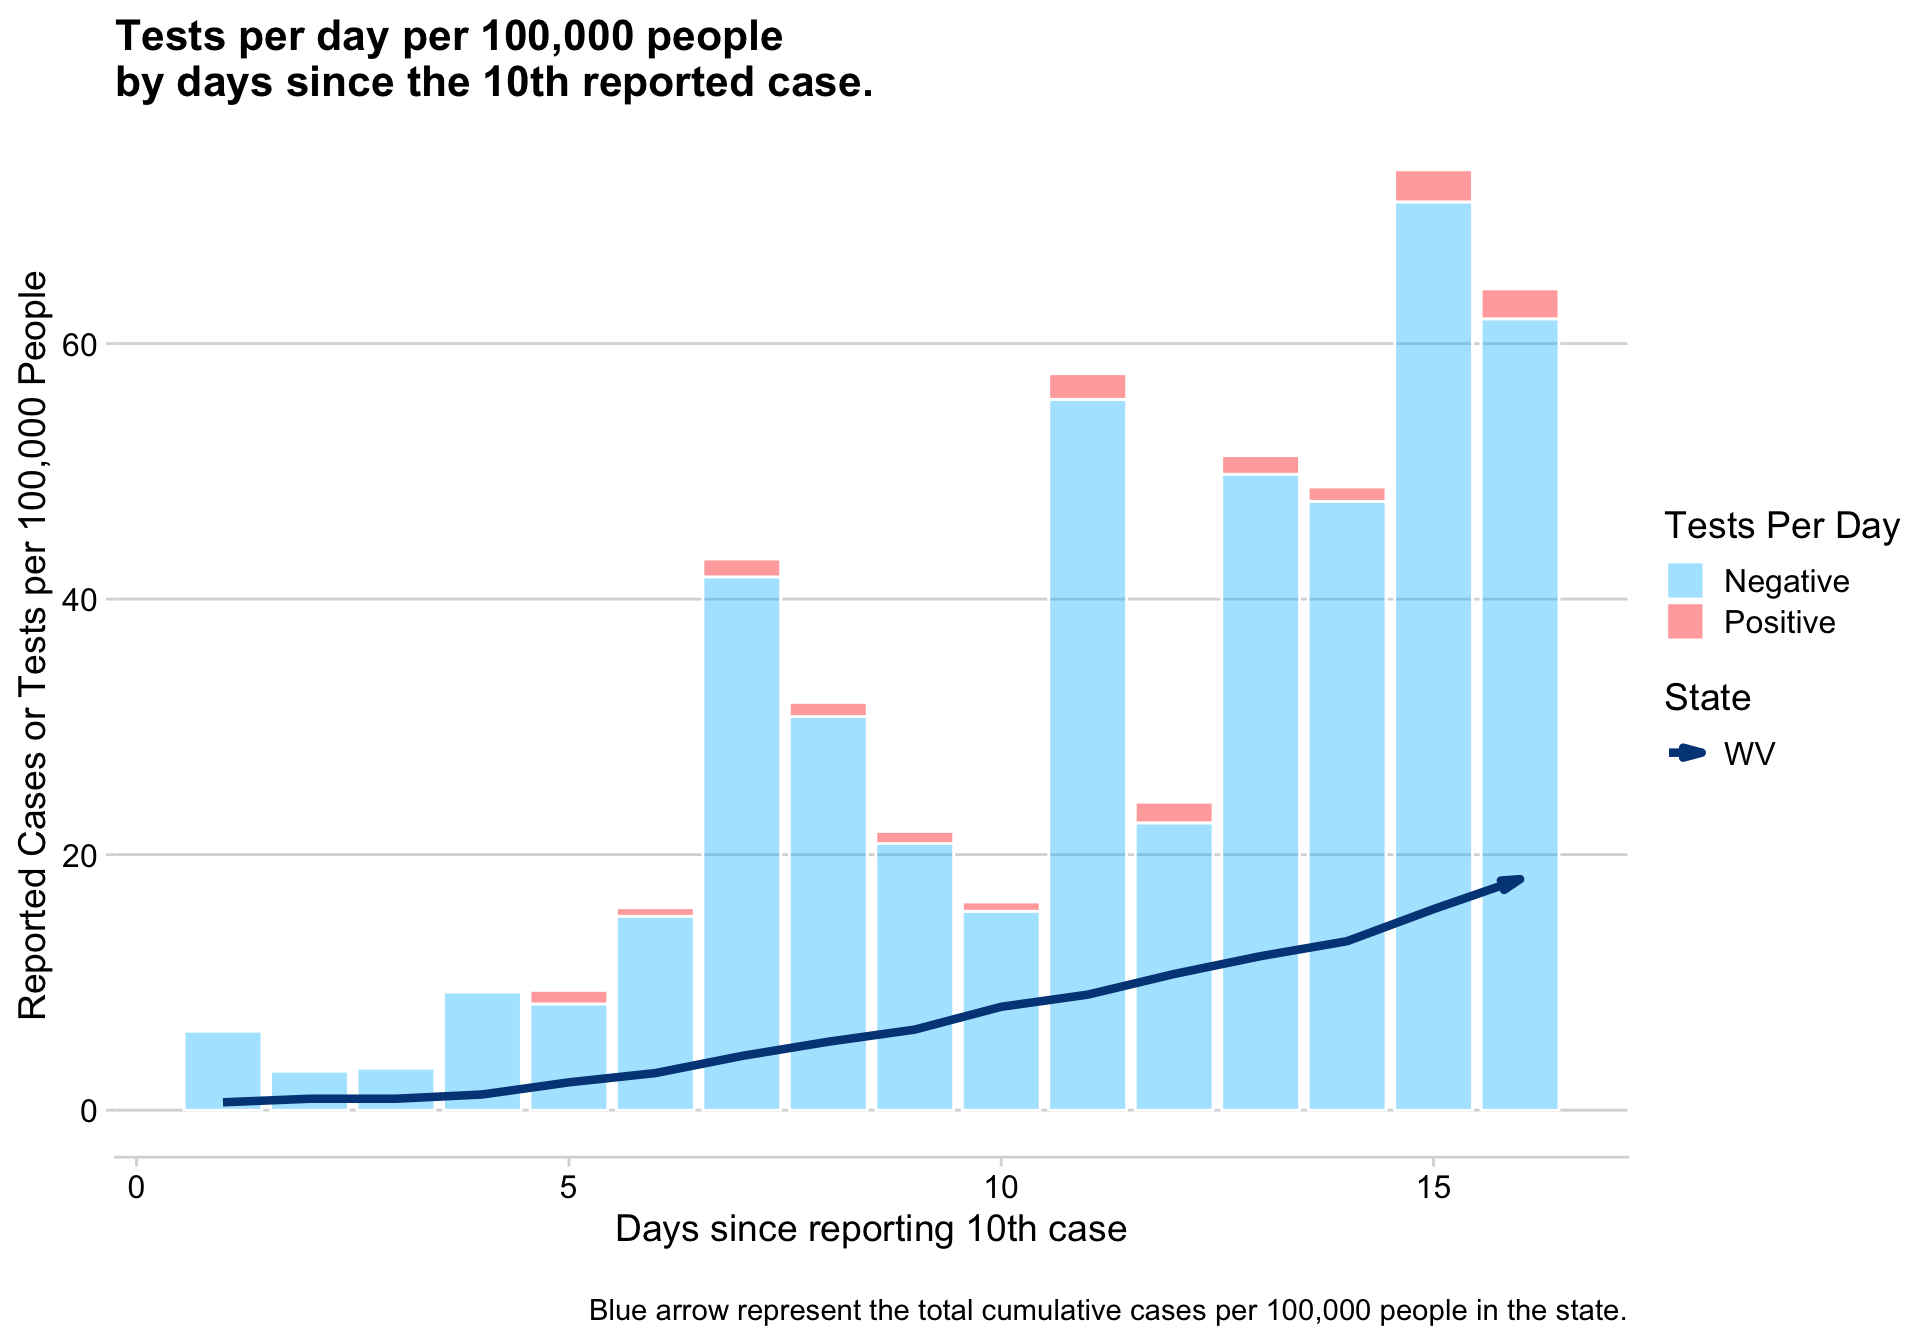 Tests per day per 100,000 people
by days since the 10th reported case.
Reported Cases or Tests per 100,000 People
60
40
20
0
0
5
10
15
Days since reporting 10th case
Tests Per Day
Negative
Positive
State
WV
Blue arrow represent the total cumulative cases per 100,000 people in the state.